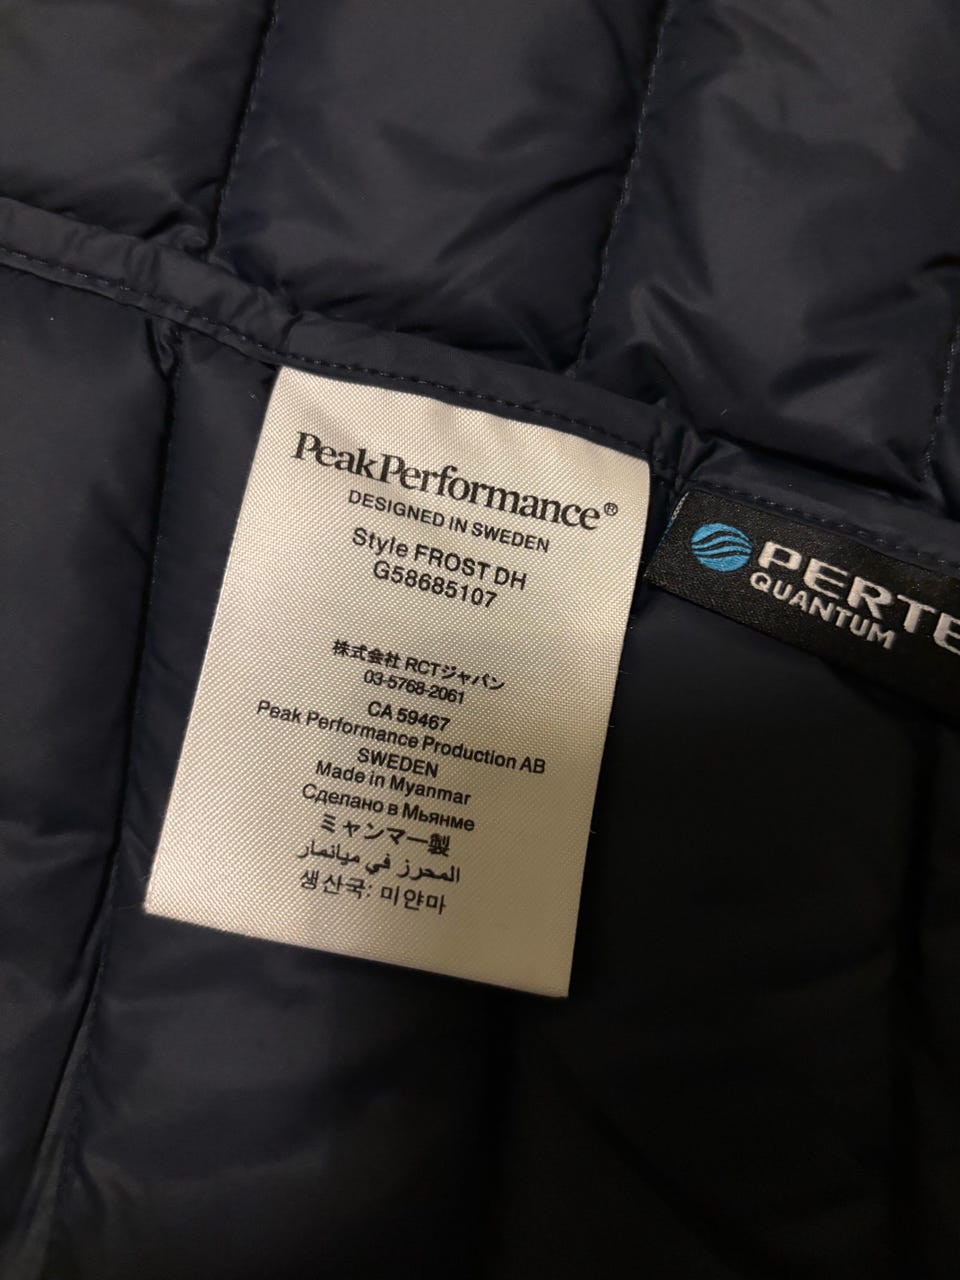 PeakPerformance®
DESIGNED IN SWEDEN
Style FROST DH
G58685107
株式会社 RCTジャパン
03-5768-2061
CA 59467
Peak Performance Production AB
SWEDEN
Made in Myanmar
Сделано в Мьянме
ミャンマー製
المحرز في ميانمار
생산국: 미얀마
PERTE
QUANTUM